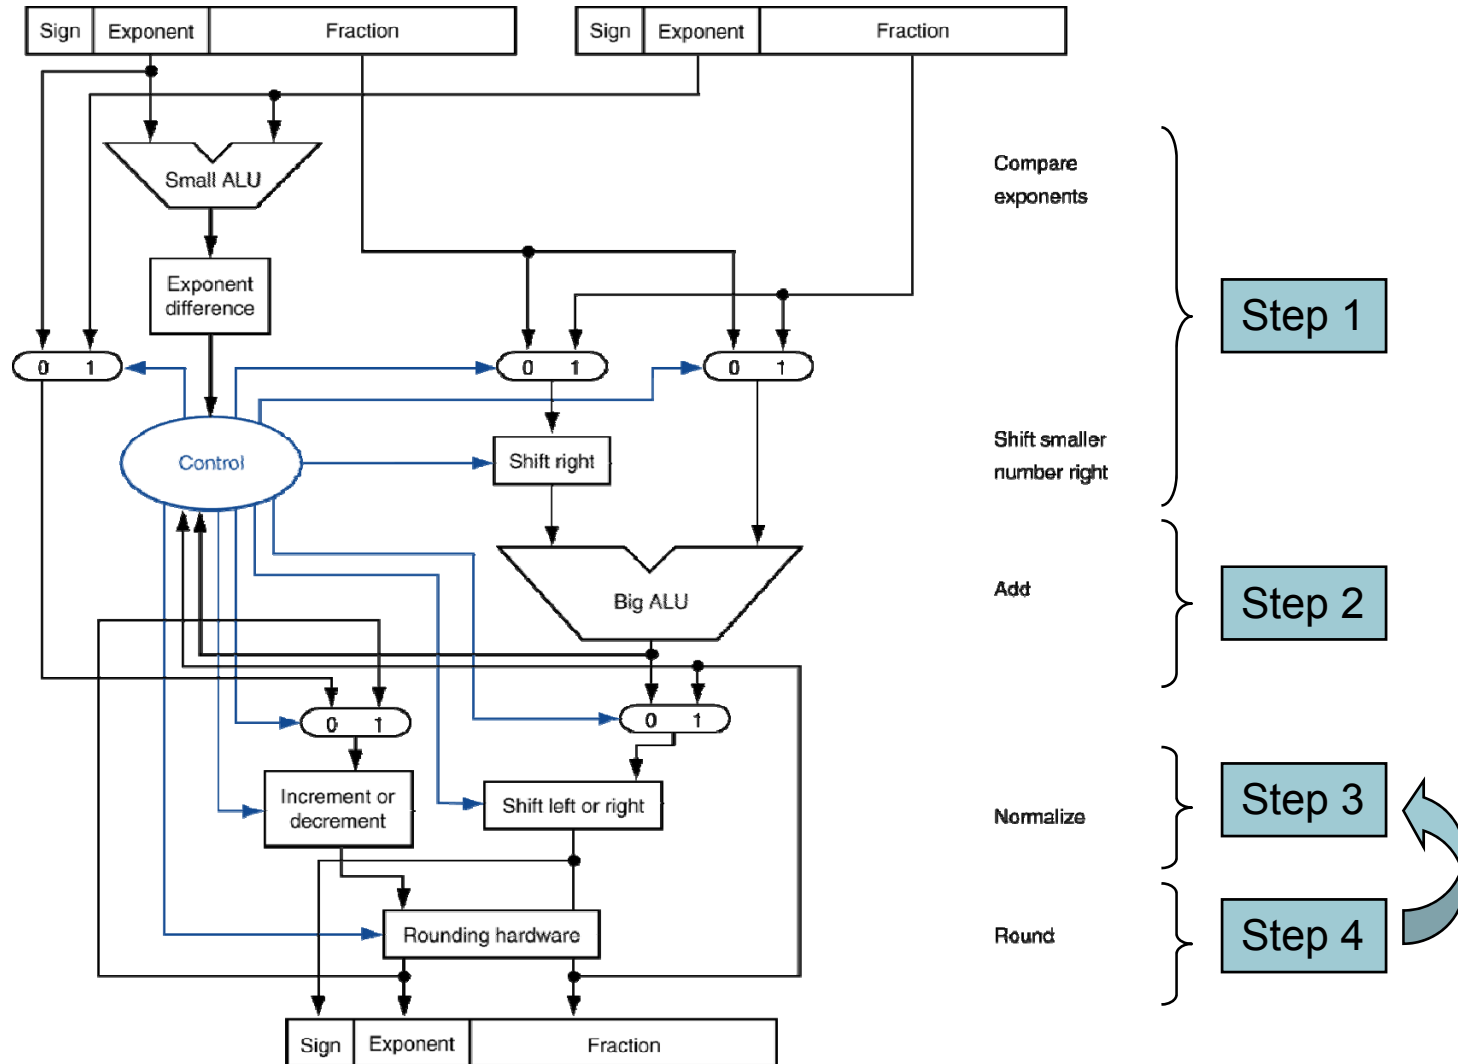 Sign Exponent Fraction
Sign Exponent Fraction
Small ALU
Compare
exponents
Exponent
difference
Step 1
0 1
0 1
0 1
Control
Shift right
Shift smaller
number right
Big ALU
Add
Step 2
0 1
0 1
Increment or
decrement
Shift left or right
Normalize
Step 3
Rounding hardware
Round
Step 4
Sign Exponent Fraction